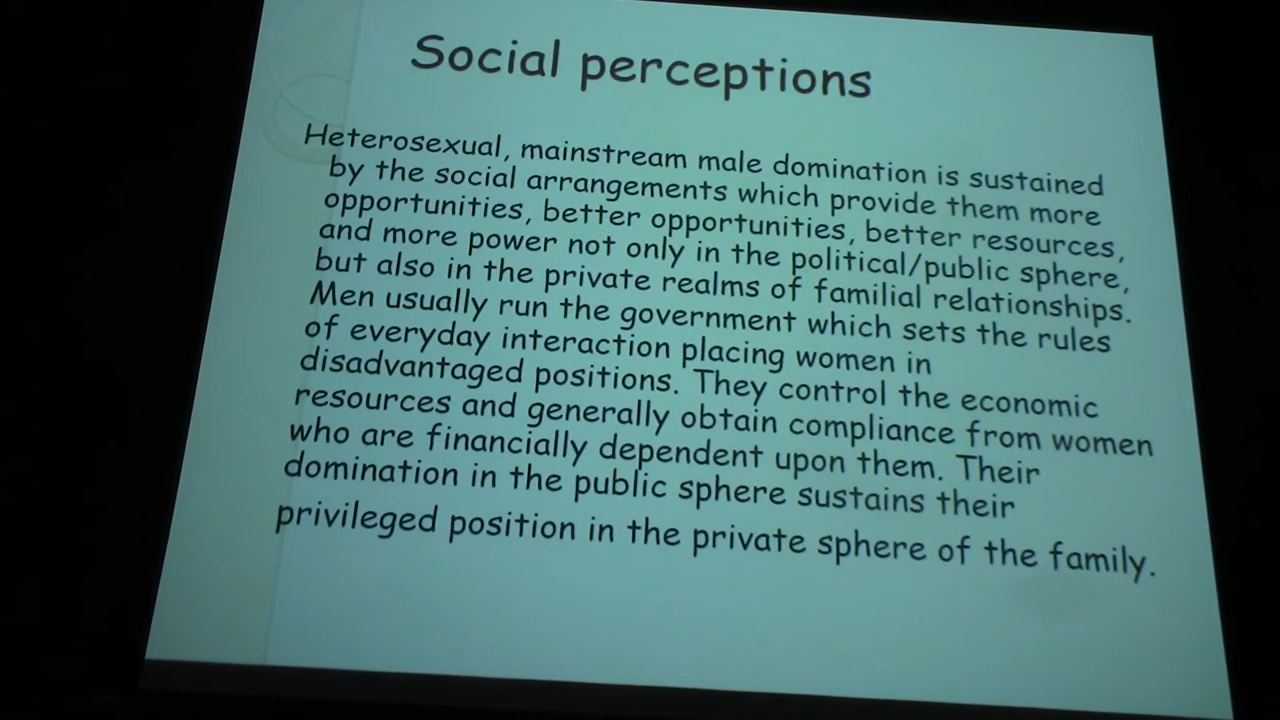 Social perceptions
Heterosexual, mainstream male domination is sustained
by the social arrangements which provide them more
opportunities, better opportunities, better resources,
and more power not only in the political/public sphere,
but also in the private realms of familial relationships.
Men usually run the government which sets the rules
of everyday interaction placing women in
disadvantaged positions. They control the economic
resources and generally obtain compliance from women
who are financially dependent upon them. Their
domination in the public sphere sustains their
privileged position in the private sphere of the family.